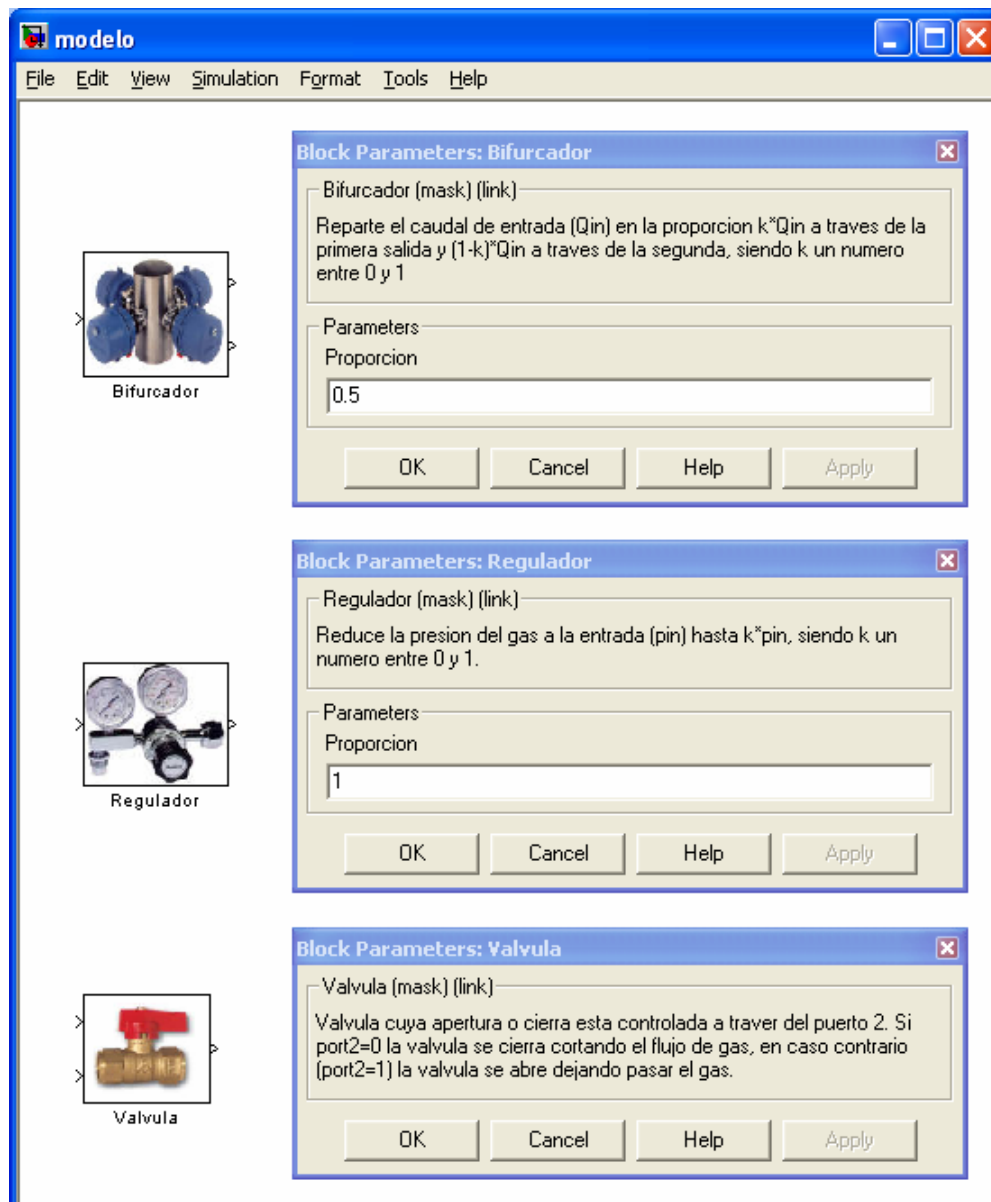 modelo
File Edit View Simulation Format Tools Help
Block Parameters: Bifurcador
Bifurcador (mask) (link)
Reparte el caudal de entrada (Qin) en la proporcion k*Qin a traves de la
primera salida y (1-k)*Qin a traves de la segunda, siendo k un numero
entre 0 y 1
Parameters
Proporcion
0.5
OK Cancel Help Apply
Bifurcador
Block Parameters: Regulador
Regulador (mask) (link)
Reduce la presion del gas a la entrada (pin) hasta k*pin, siendo k un
numero entre 0 y 1.
Parameters
Proporcion
1
OK Cancel Help Apply
Regulador
Block Parameters: Valvula
Valvula (mask) (link)
Valvula cuya apertura o cierra esta controlada a traver del puerto 2. Si
port2=0 la valvula se cierra cortando el flujo de gas, en caso contrario
(port2=1) la valvula se abre dejando pasar el gas.
OK Cancel Help Apply
Valvula